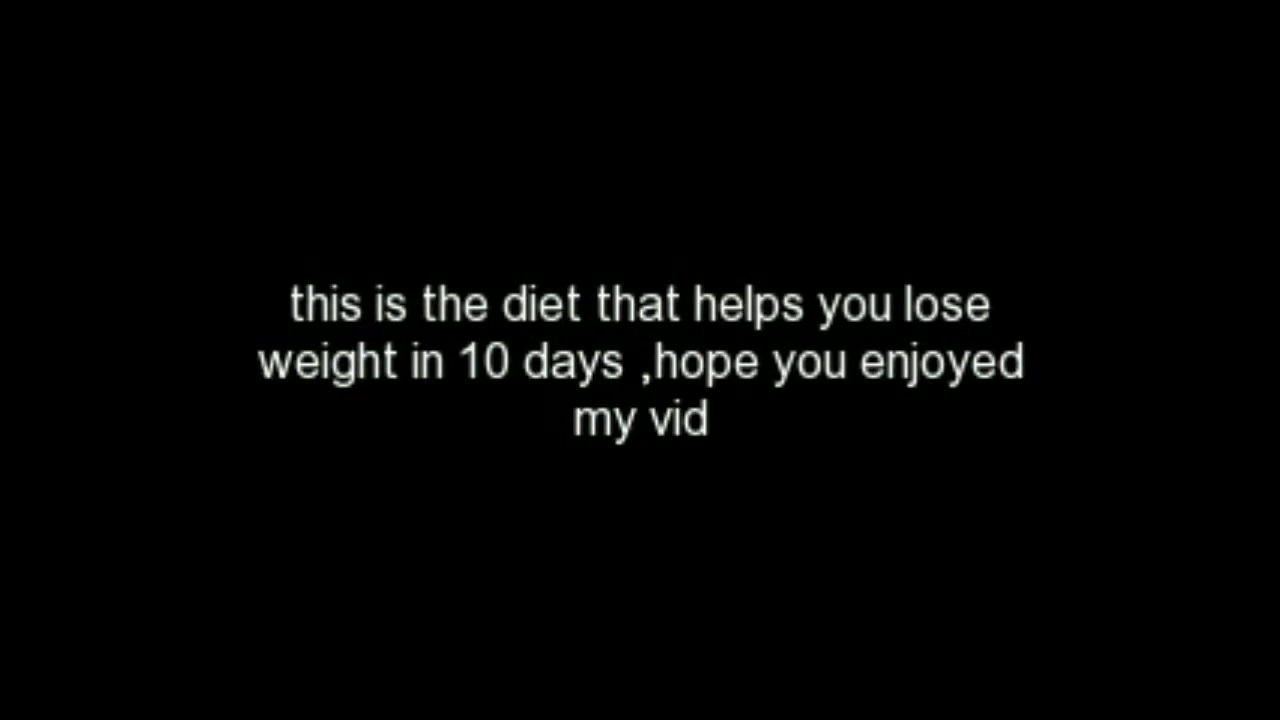 this is the diet that helps you lose
weight in 10 days ,hope you enjoyed
my vid